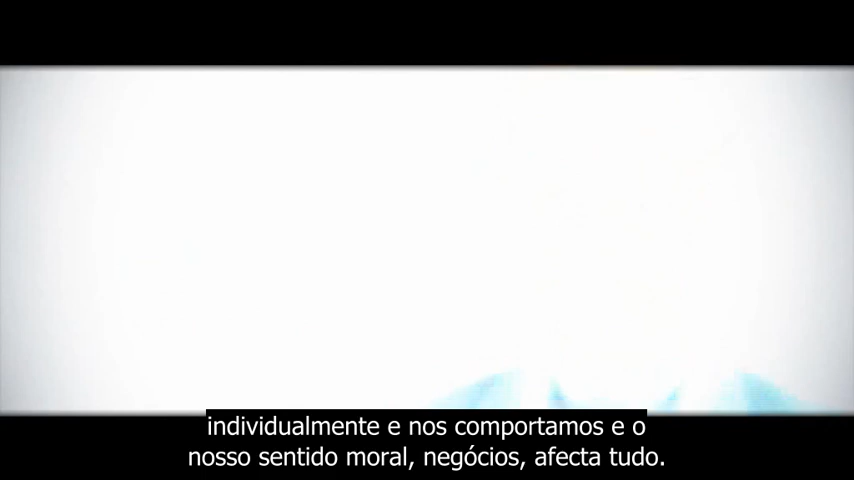 individualmente e nos comportamos e o
nosso sentido moral, negócios, afecta tudo.